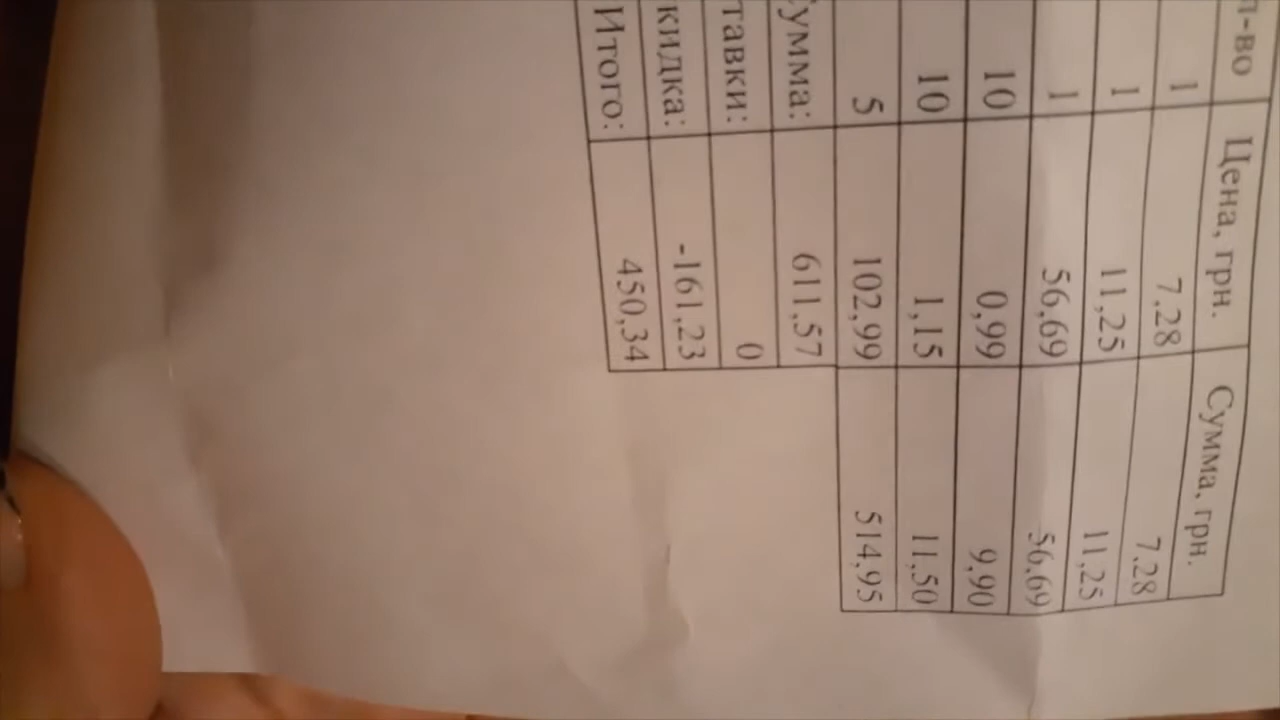 л-во Цена, грн. Сумма, грн.
1 7,28 7,28
1 11,25 11,25
1 56,69 56,69
10 0,99 9,90
10 1,15 11,50
5 102,99 514,95
умма: 611,57
тавки: 0
кидка: -161,23
Итого: 450,34